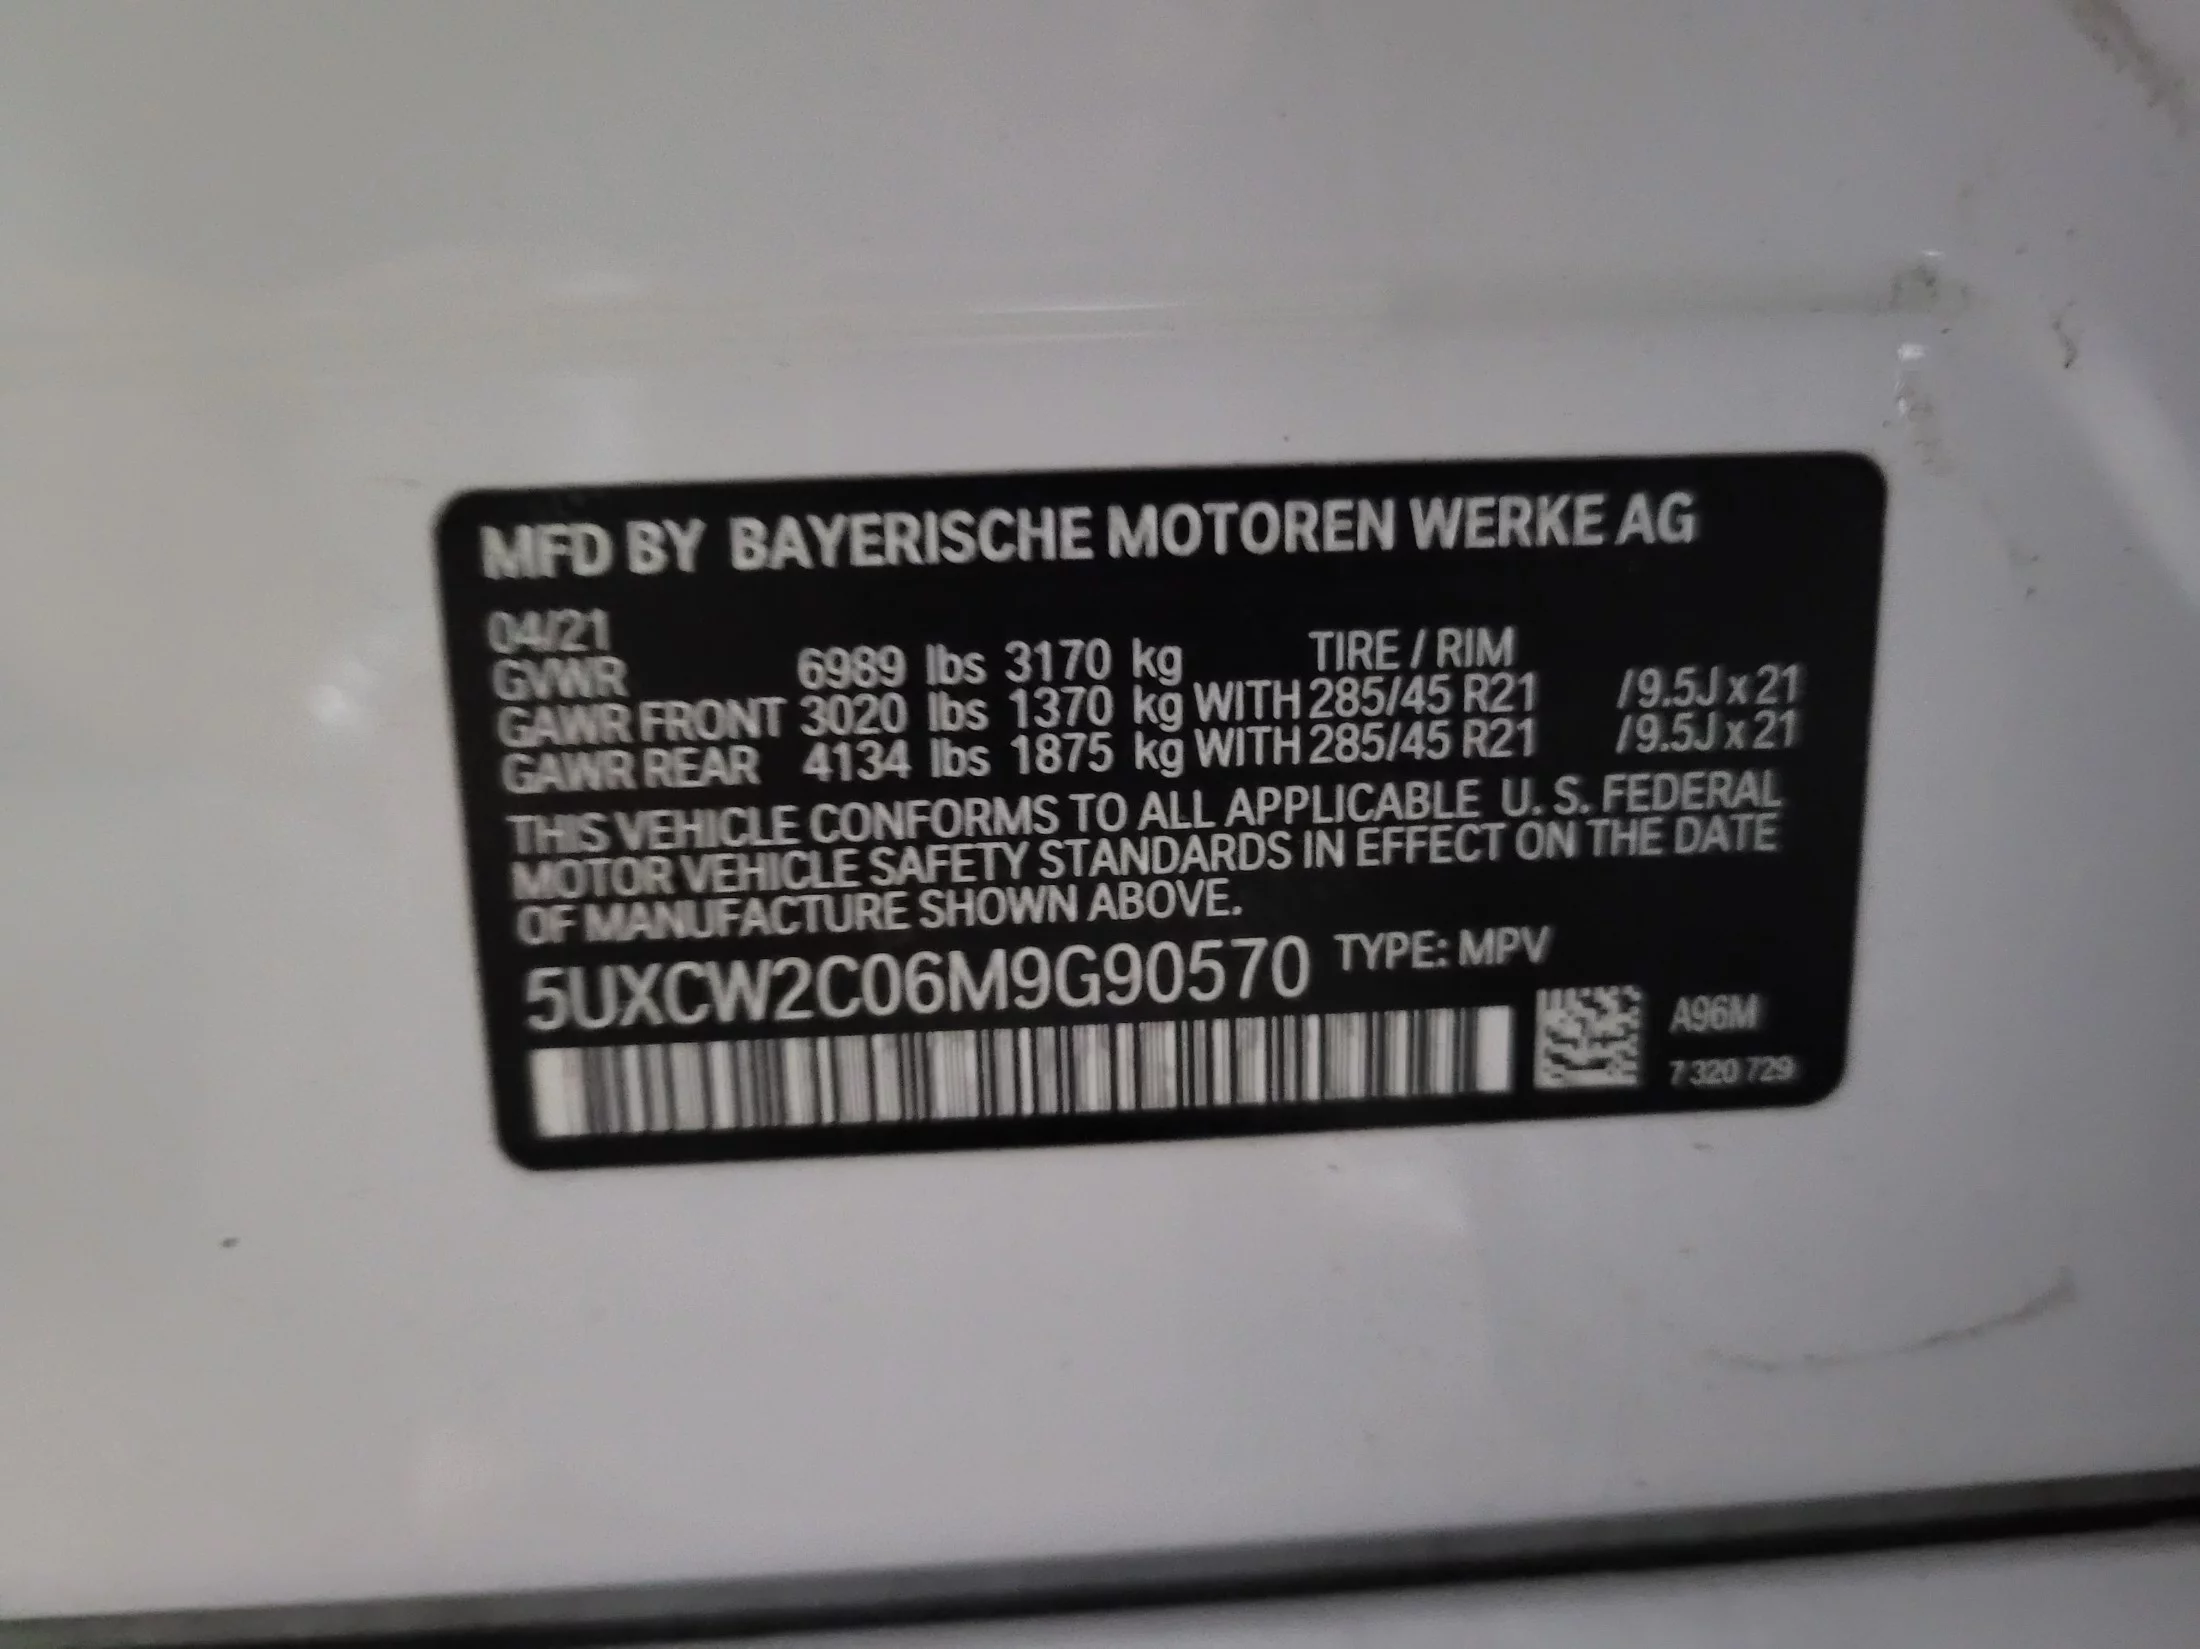 MFD BY BAYERISCHE MOTOREN WERKE AG
04/21
GVWR 6989 lbs 3170 kg TIRE / RIM
GAWR FRONT 3020 lbs 1370 kg WITH 285/45 R21 /9.5J x 21
GAWR REAR 4134 lbs 1875 kg WITH 285/45 R21 /9.5J x 21
THIS VEHICLE CONFORMS TO ALL APPLICABLE U. S. FEDERAL
MOTOR VEHICLE SAFETY STANDARDS IN EFFECT ON THE DATE
OF MANUFACTURE SHOWN ABOVE.
5UXCW2C06M9G90570 TYPE: MPV
A96M
7 320 729